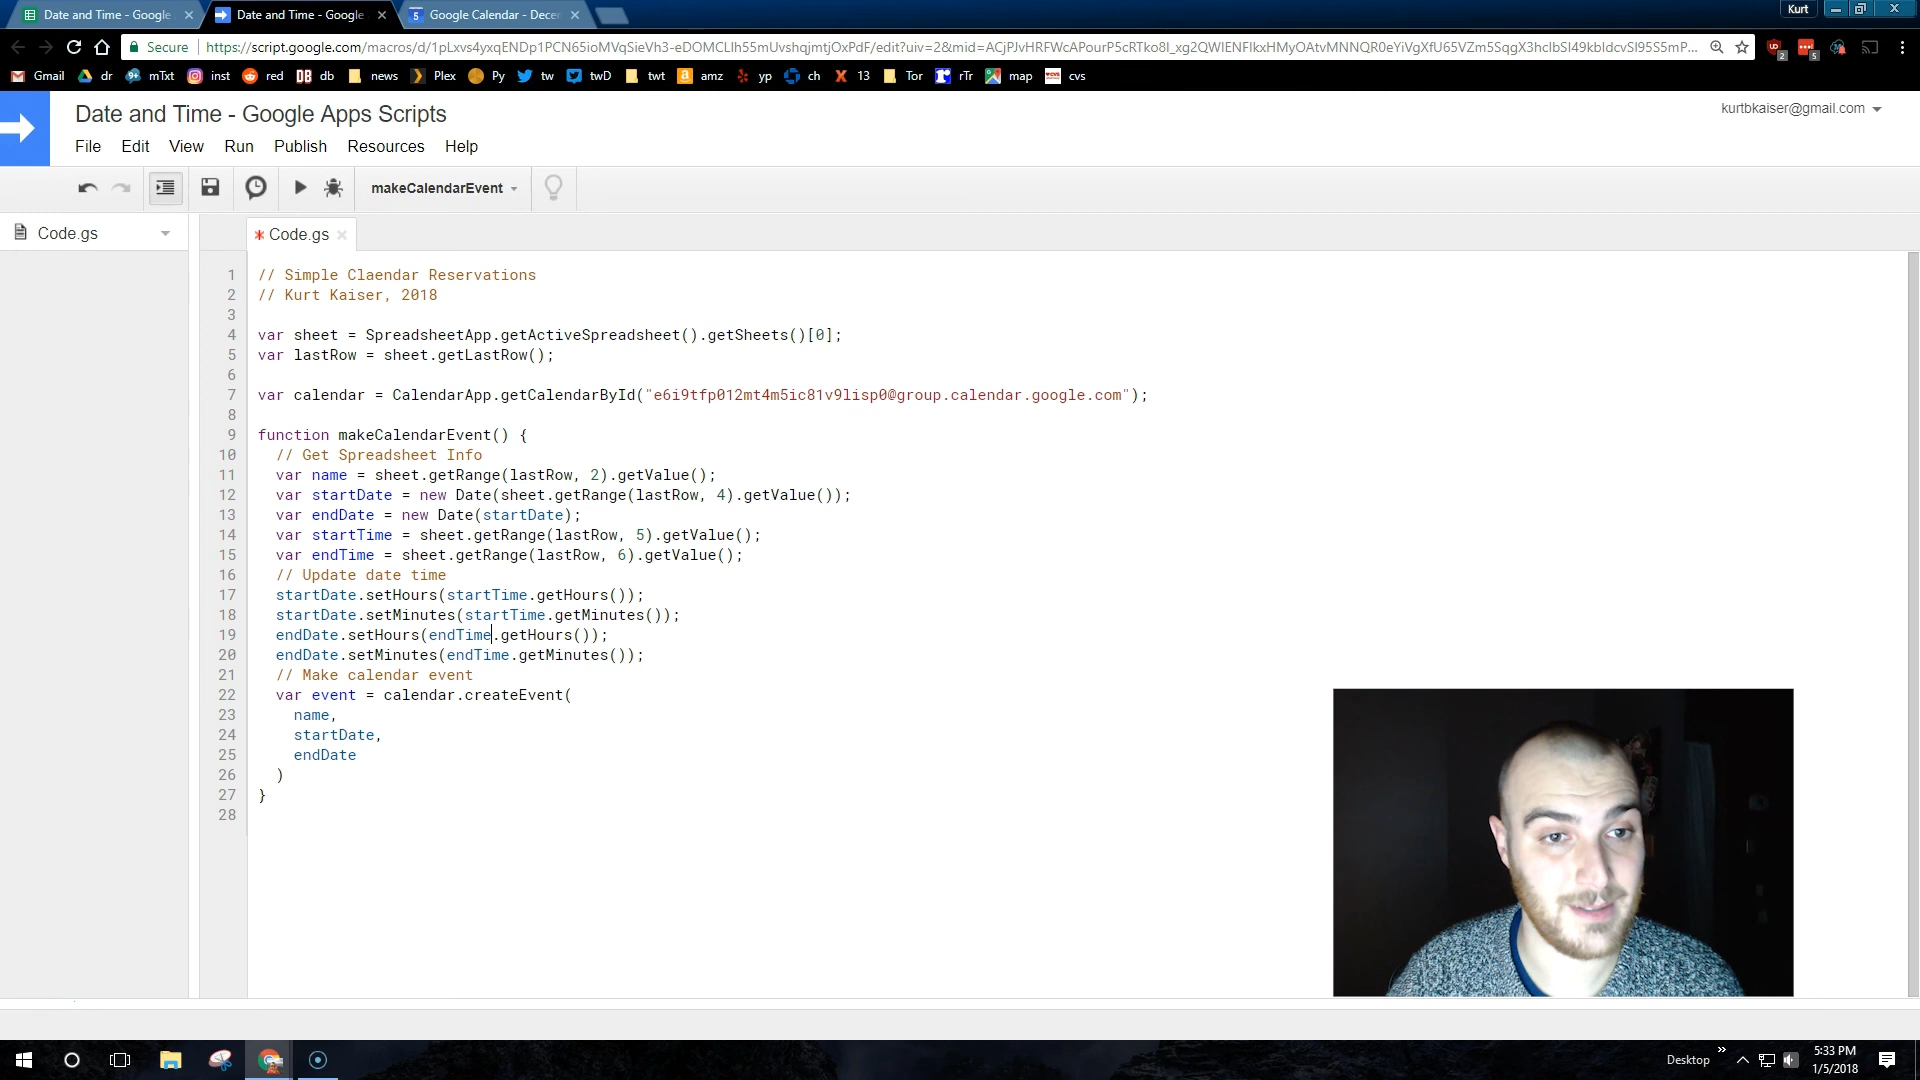 Date and Time - Google
Date and Time - Google
Google Calendar - Dece
Kurt
Secure
https://script.google.com/macros/d/1pLxvs4yxqENDp1PCN65ioMVqSieVh3-eDOMCLIh55mUvshqjmtjOxPdF/edit?uiv=2&mid=
Gmail
dr
mTxt
inst
red
db
news
Plex
Py
tw
twD
twt
amz
yp
ch
13
Tor
rTr
map
cvs
Date and Time - Google Apps Scripts
kurtbkaiser@gmail.com
File Edit View Run Publish Resources Help
makeCalendarEvent
Code.gs
* Code.gs
1 // Simple Claendar Reservations
2 // Kurt Kaiser, 2018
3
4 var sheet = SpreadsheetApp.getActiveSpreadsheet().getSheets()[0];
5 var lastRow = sheet.getLastRow();
6
7 var calendar = CalendarApp.getCalendarById("e6i9tfp012mt4m5ic81v9lisp0@group.calendar.google.com");
8
9 function makeCalendarEvent() {
10 // Get Spreadsheet Info
11 var name = sheet.getRange(lastRow, 2).getValue();
12 var startDate = new Date(sheet.getRange(lastRow, 4).getValue());
13 var endDate = new Date(startDate);
14 var startTime = sheet.getRange(lastRow, 5).getValue();
15 var endTime = sheet.getRange(lastRow, 6).getValue();
16 // Update date time
17 startDate.setHours(startTime.getHours());
18 startDate.setMinutes(startTime.getMinutes());
19 endDate.setHours(endTime.getHours());
20 endDate.setMinutes(endTime.getMinutes());
21 // Make calendar event
22 var event = calendar.createEvent(
23 name,
24 startDate,
25 endDate
26 )
27 }
28
Desktop
5:33 PM
1/5/2018